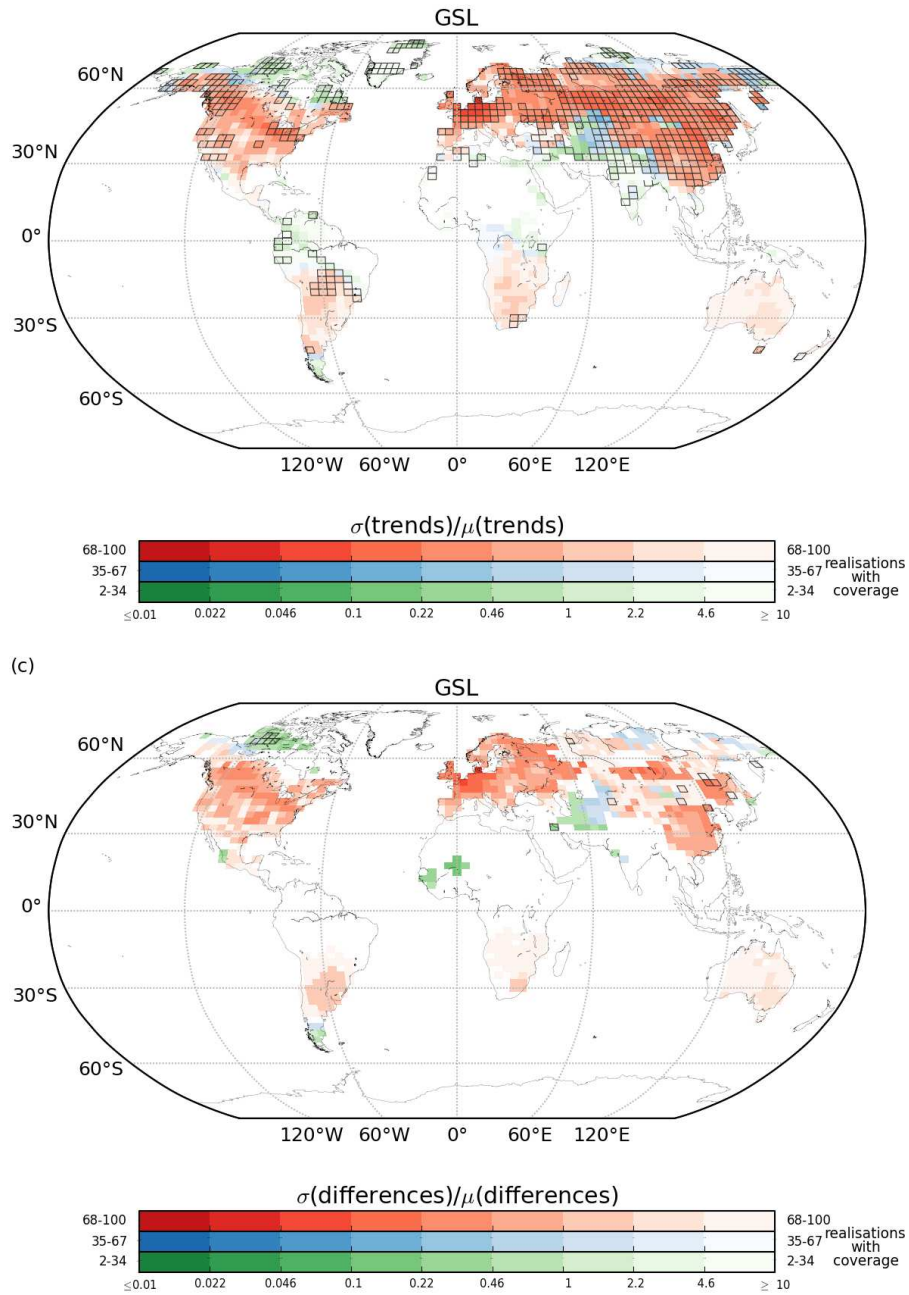 GSL
60°N
30°N
0°
30°S
60°S
120°W 60°W 0° 60°E 120°E
σ(trends)/μ(trends)
68-100 68-100
35-67 35-67
2-34 2-34
realisations
with
coverage
≤0.01 0.022 0.046 0.1 0.22 0.46 1 2.2 4.6 ≥ 10
(c)
GSL
60°N
30°N
0°
30°S
60°S
120°W 60°W 0° 60°E 120°E
σ(differences)/μ(differences)
68-100 68-100
35-67 35-67
2-34 2-34
realisations
with
coverage
≤0.01 0.022 0.046 0.1 0.22 0.46 1 2.2 4.6 ≥ 10